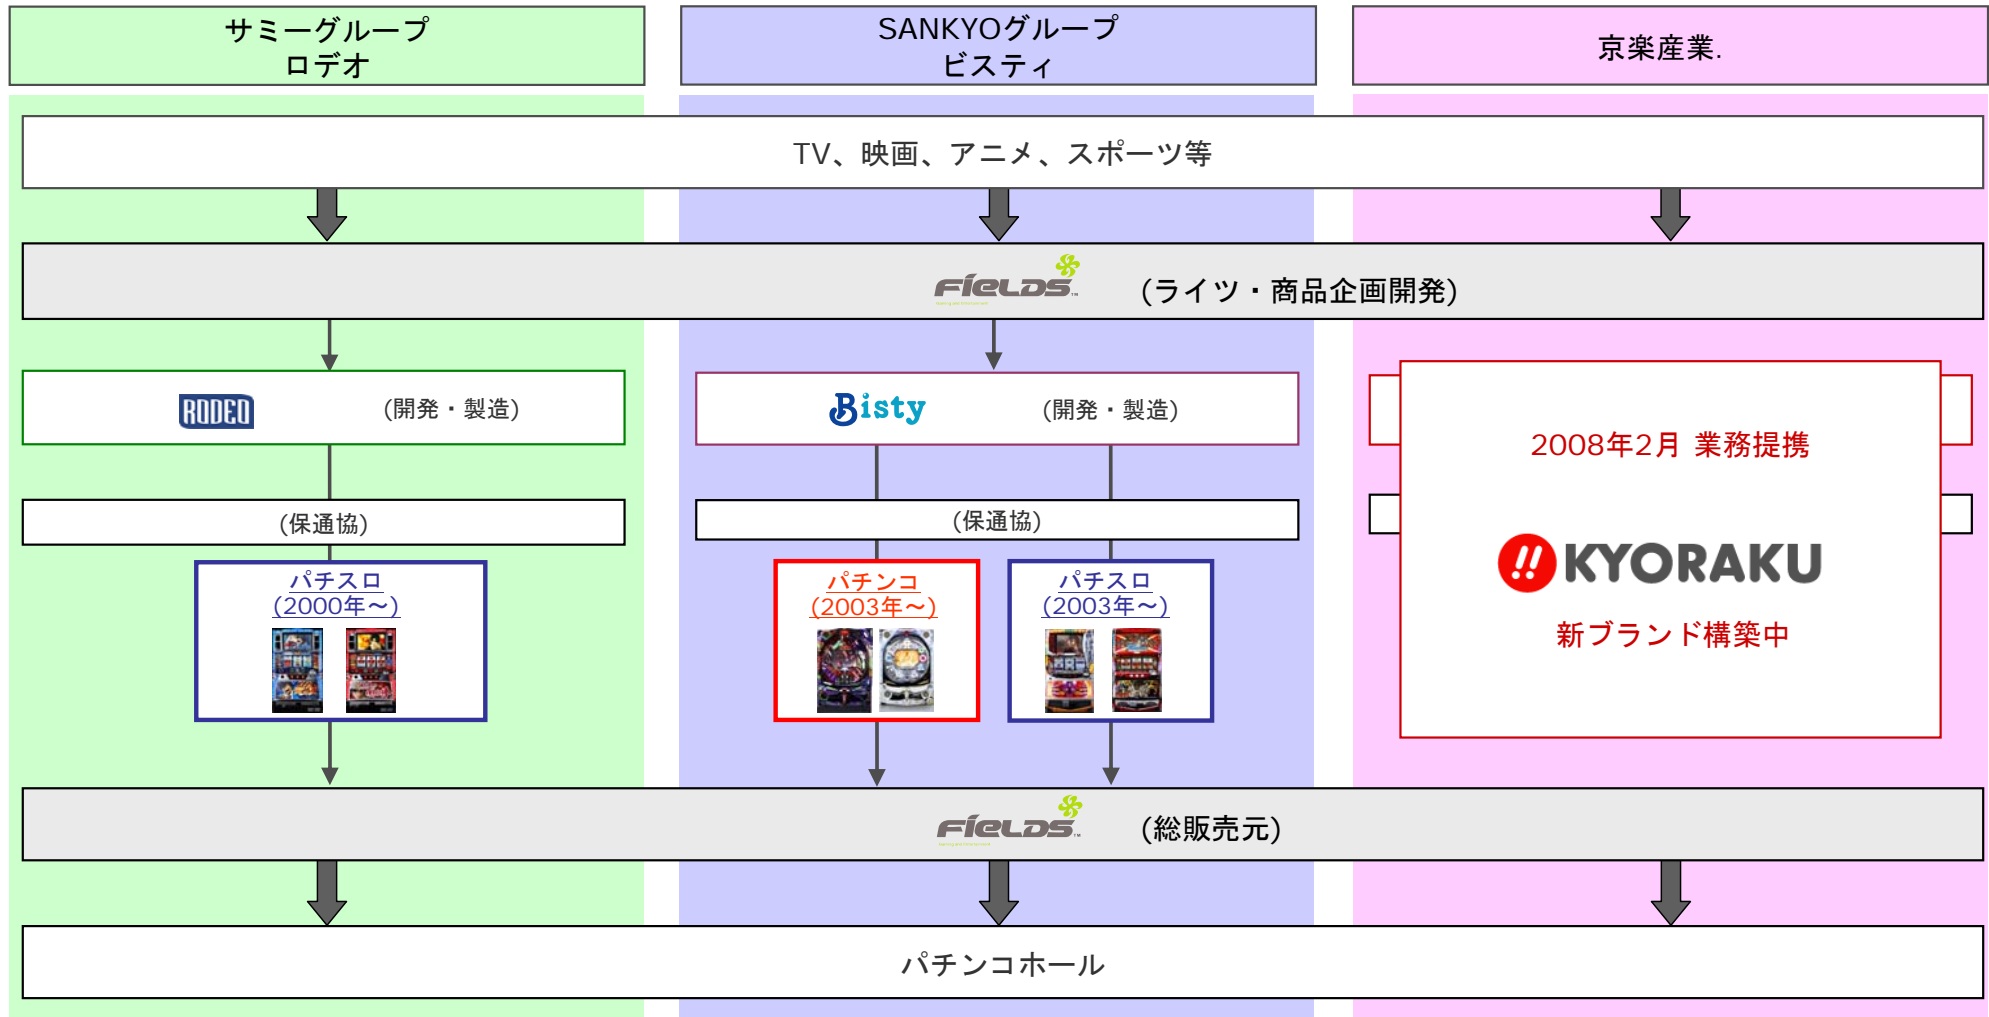 サミーグループ
ロデオ
SANKYOグループ
ビスティ
京楽産業.
TV、映画、アニメ、スポーツ等
FIELDS (ライツ・商品企画開発)
RODEO (開発・製造)
Bisty (開発・製造)
(保通協)
(保通協)
パチスロ
(2000年～)
パチンコ
(2003年～)
パチスロ
(2003年～)
2008年2月 業務提携
!! KYORAKU
新ブランド構築中
FIELDS (総販売元)
パチンコホール